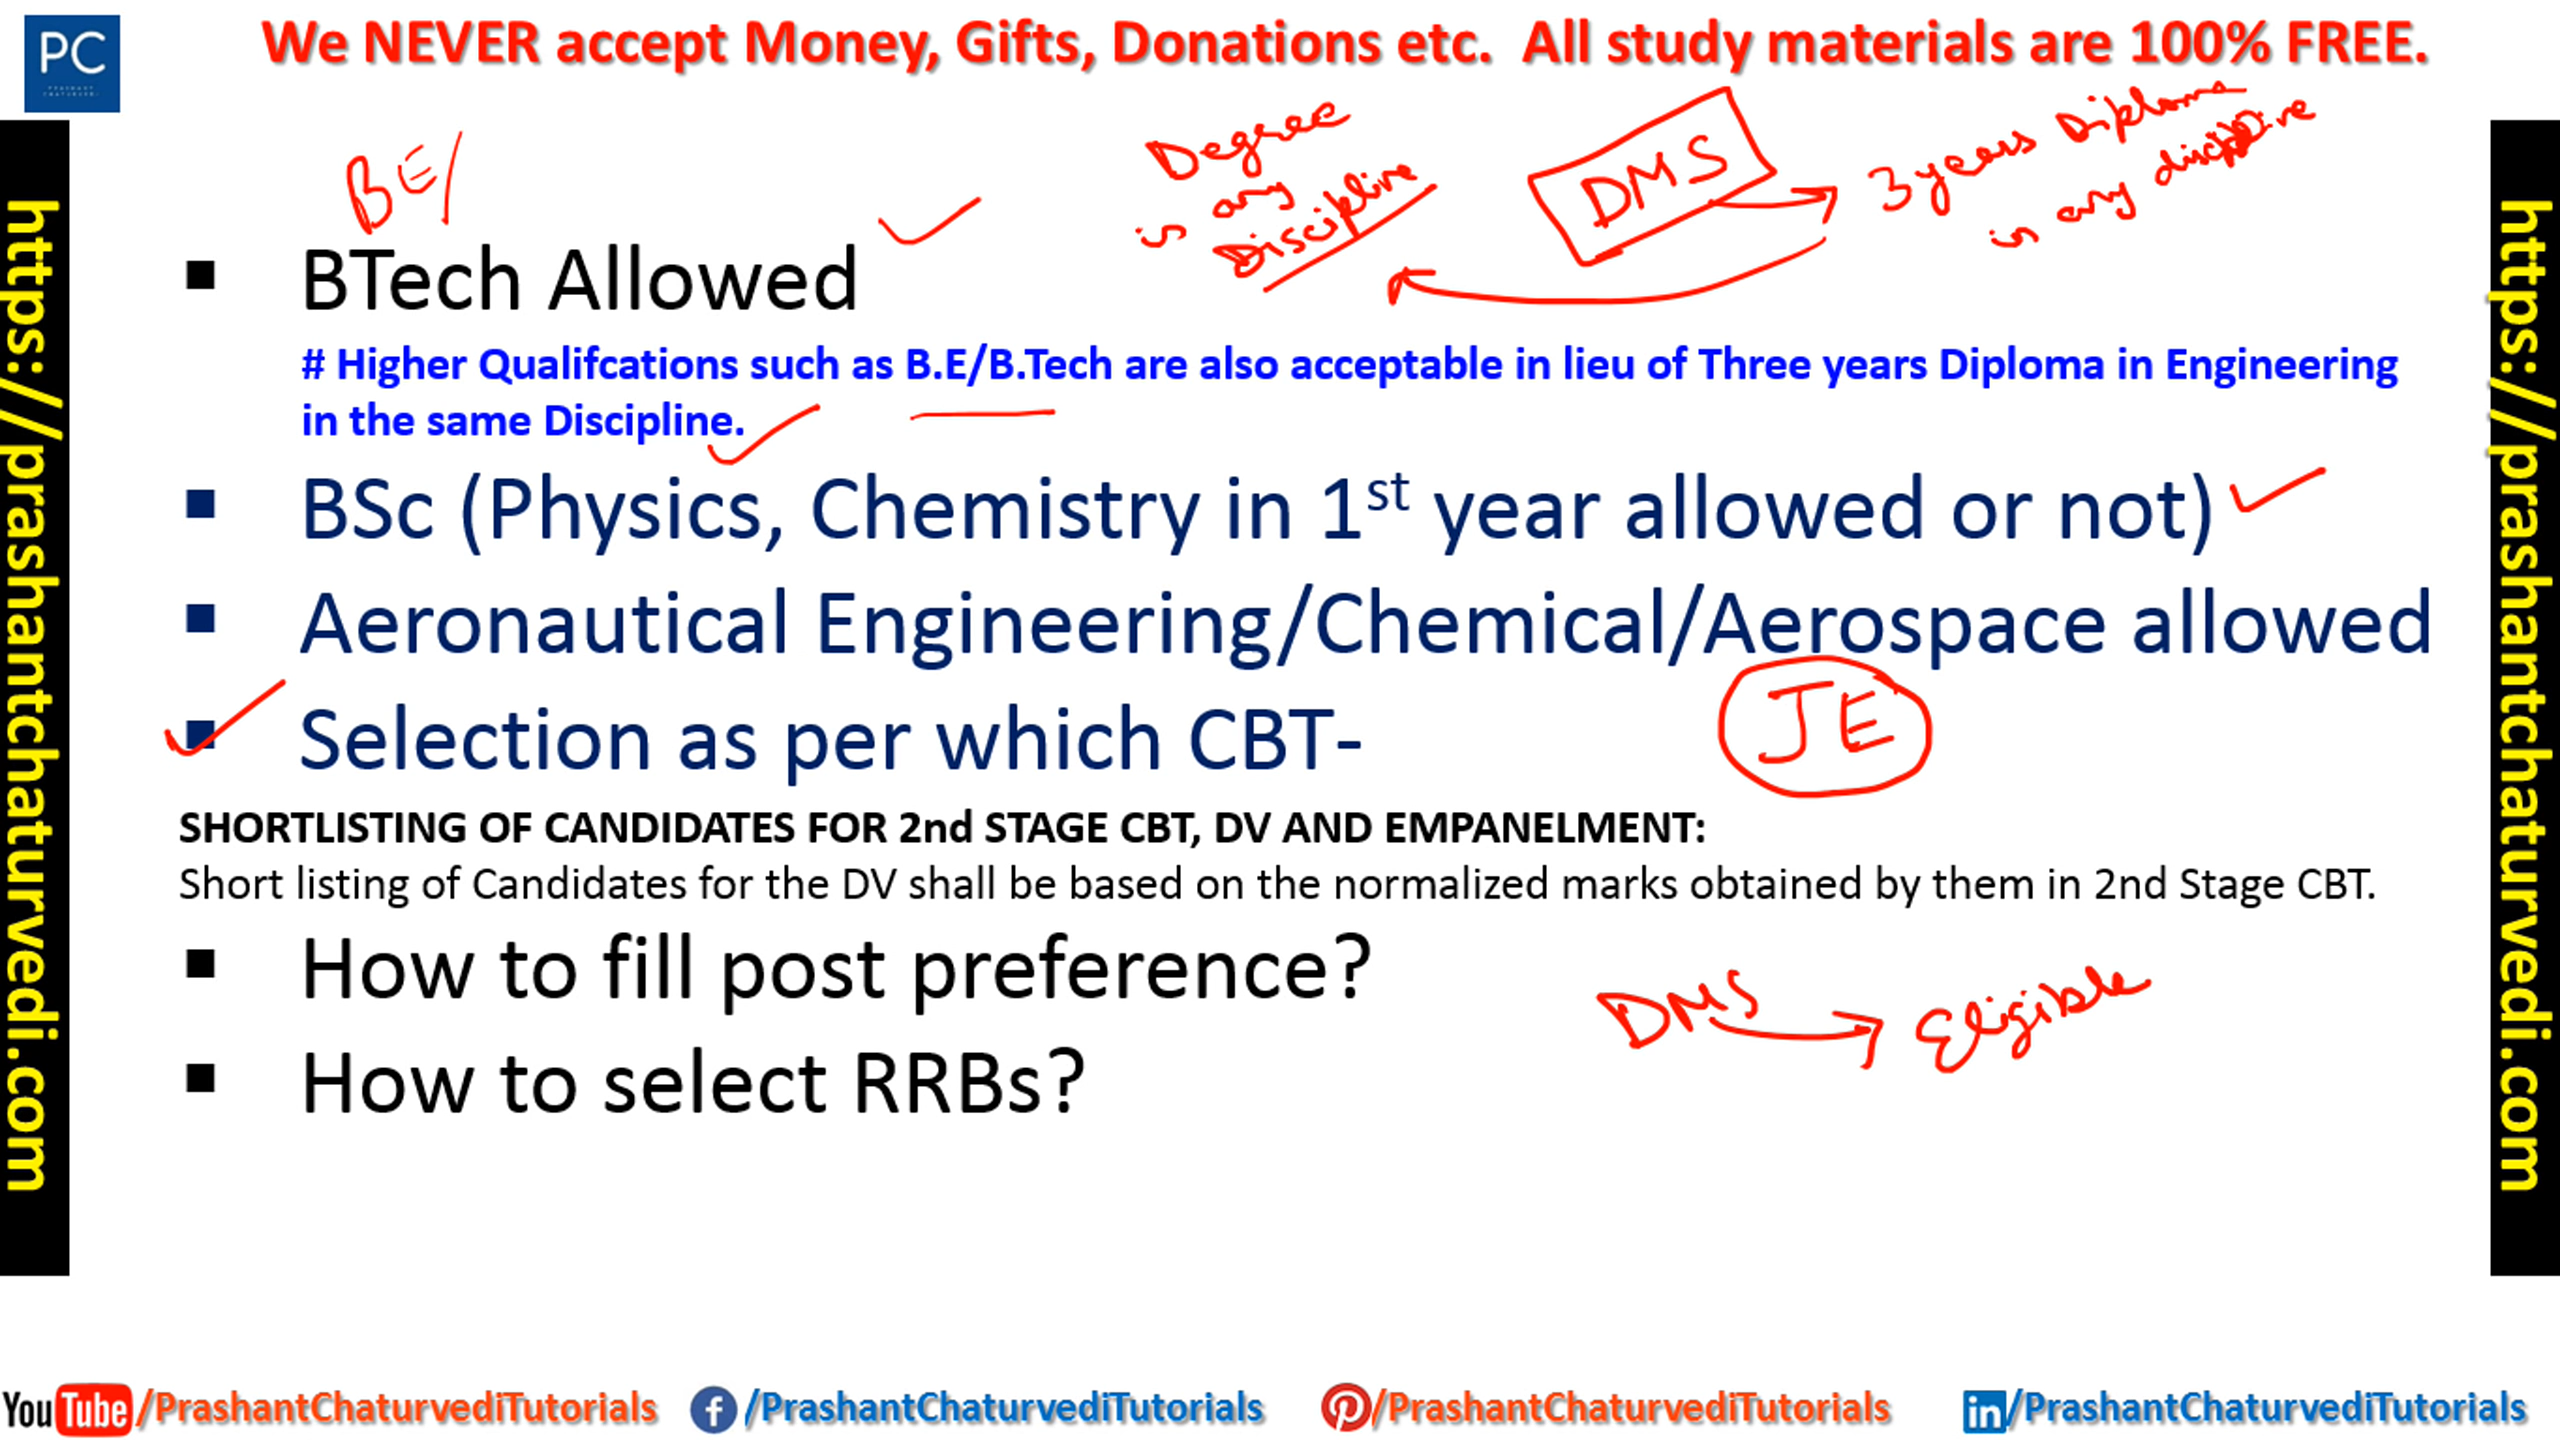 PC
PRASHANT
CHATURVEDI
We NEVER accept Money, Gifts, Donations etc. All study materials are 100% FREE.
https://prashantchaturvedi.com
BE/
Degree
in any
Discipline
DMS
3 years Diploma
in any discipline
BTech Allowed
# Higher Qualifcations such as B.E/B.Tech are also acceptable in lieu of Three years Diploma in Engineering
in the same Discipline.
BSc (Physics, Chemistry in 1st year allowed or not)
Aeronautical Engineering/Chemical/Aerospace allowed
JE
Selection as per which CBT-
SHORTLISTING OF CANDIDATES FOR 2nd STAGE CBT, DV AND EMPANELMENT:
Short listing of Candidates for the DV shall be based on the normalized marks obtained by them in 2nd Stage CBT.
How to fill post preference?
DMS Eligible
How to select RRBs?
https://prashantchaturvedi.com
YouTube/PrashantChaturvediTutorials
f/PrashantChaturvediTutorials
/PrashantChaturvediTutorials
in/PrashantChaturvediTutorials